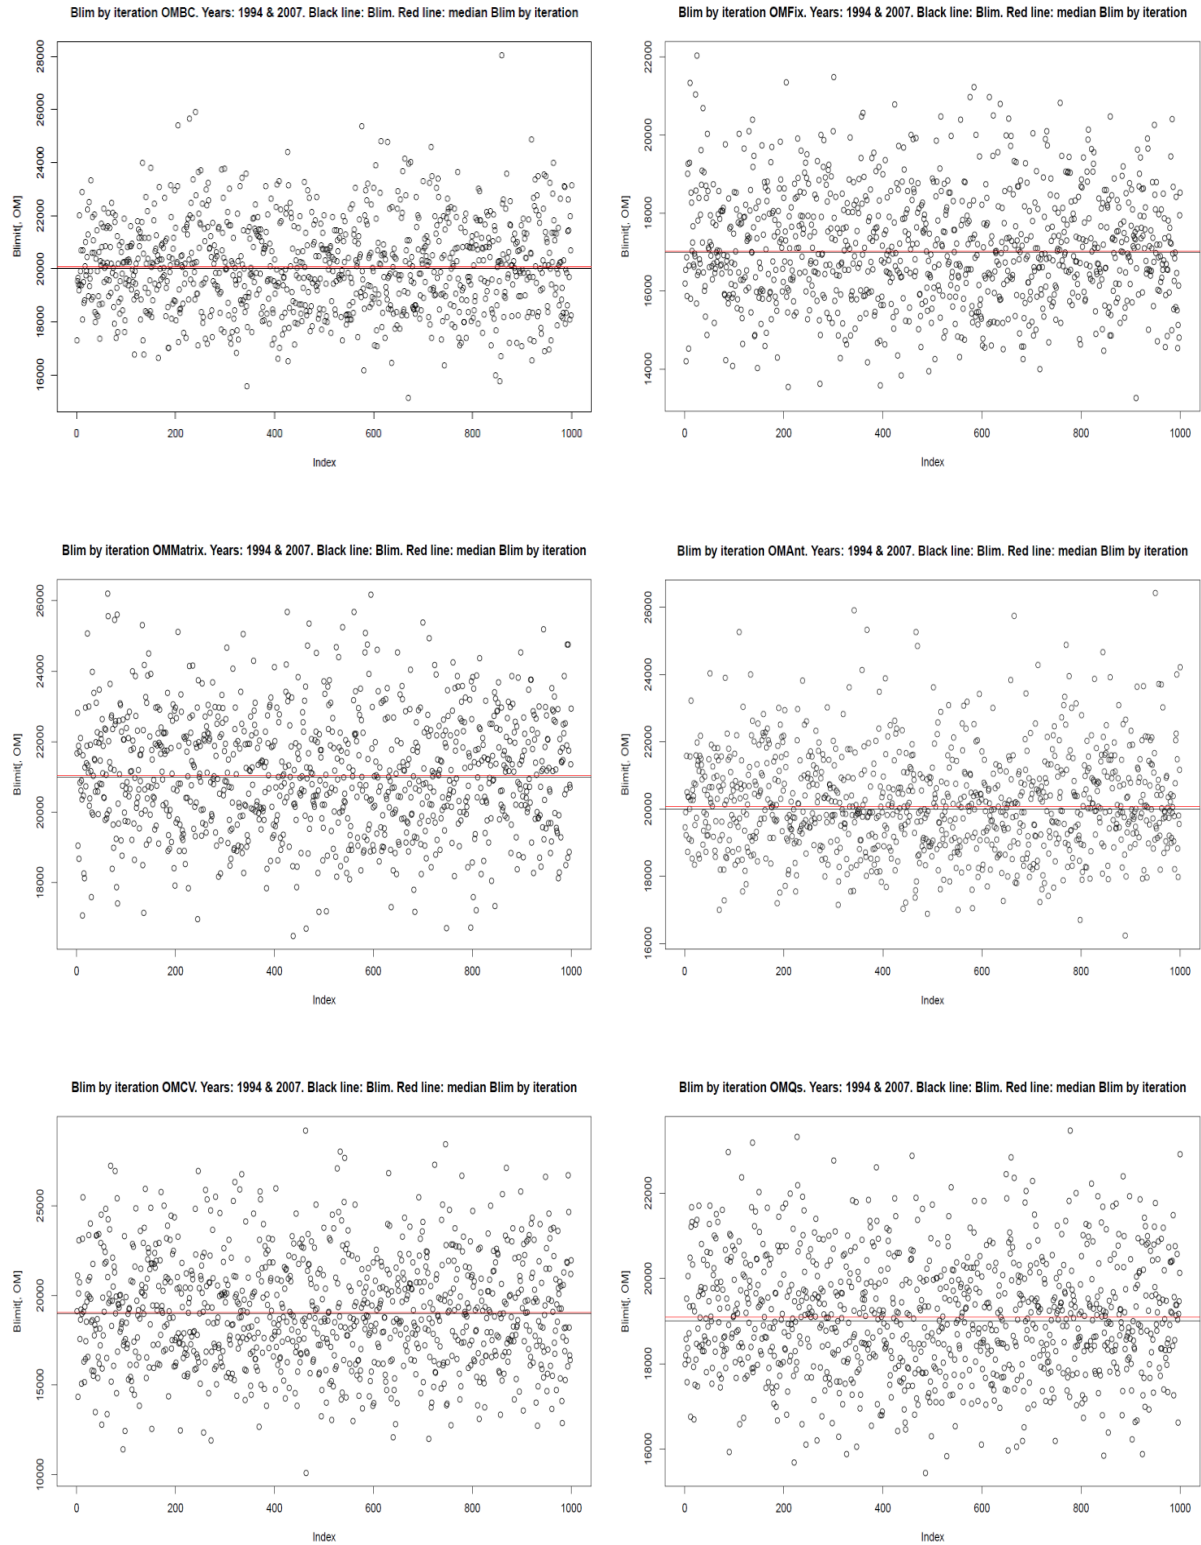 Blim by iteration OMBC. Years: 1994 & 2007. Black line: Blim. Red line: median Blim by iteration
Blimit[, OM]
28000
26000
24000
22000
20000
18000
16000
0 200 400 600 800 1000
Index
Blim by iteration OMFix. Years: 1994 & 2007. Black line: Blim. Red line: median Blim by iteration
Blimit[, OM]
22000
20000
18000
16000
14000
0 200 400 600 800 1000
Index
Blim by iteration OMMatrix. Years: 1994 & 2007. Black line: Blim. Red line: median Blim by iteration
Blimit[, OM]
26000
24000
22000
20000
18000
0 200 400 600 800 1000
Index
Blim by iteration OMAnt. Years: 1994 & 2007. Black line: Blim. Red line: median Blim by iteration
Blimit[, OM]
26000
24000
22000
20000
18000
16000
0 200 400 600 800 1000
Index
Blim by iteration OMCV. Years: 1994 & 2007. Black line: Blim. Red line: median Blim by iteration
Blimit[, OM]
25000
20000
15000
10000
0 200 400 600 800 1000
Index
Blim by iteration OMQs. Years: 1994 & 2007. Black line: Blim. Red line: median Blim by iteration
Blimit[, OM]
22000
20000
18000
16000
0 200 400 600 800 1000
Index